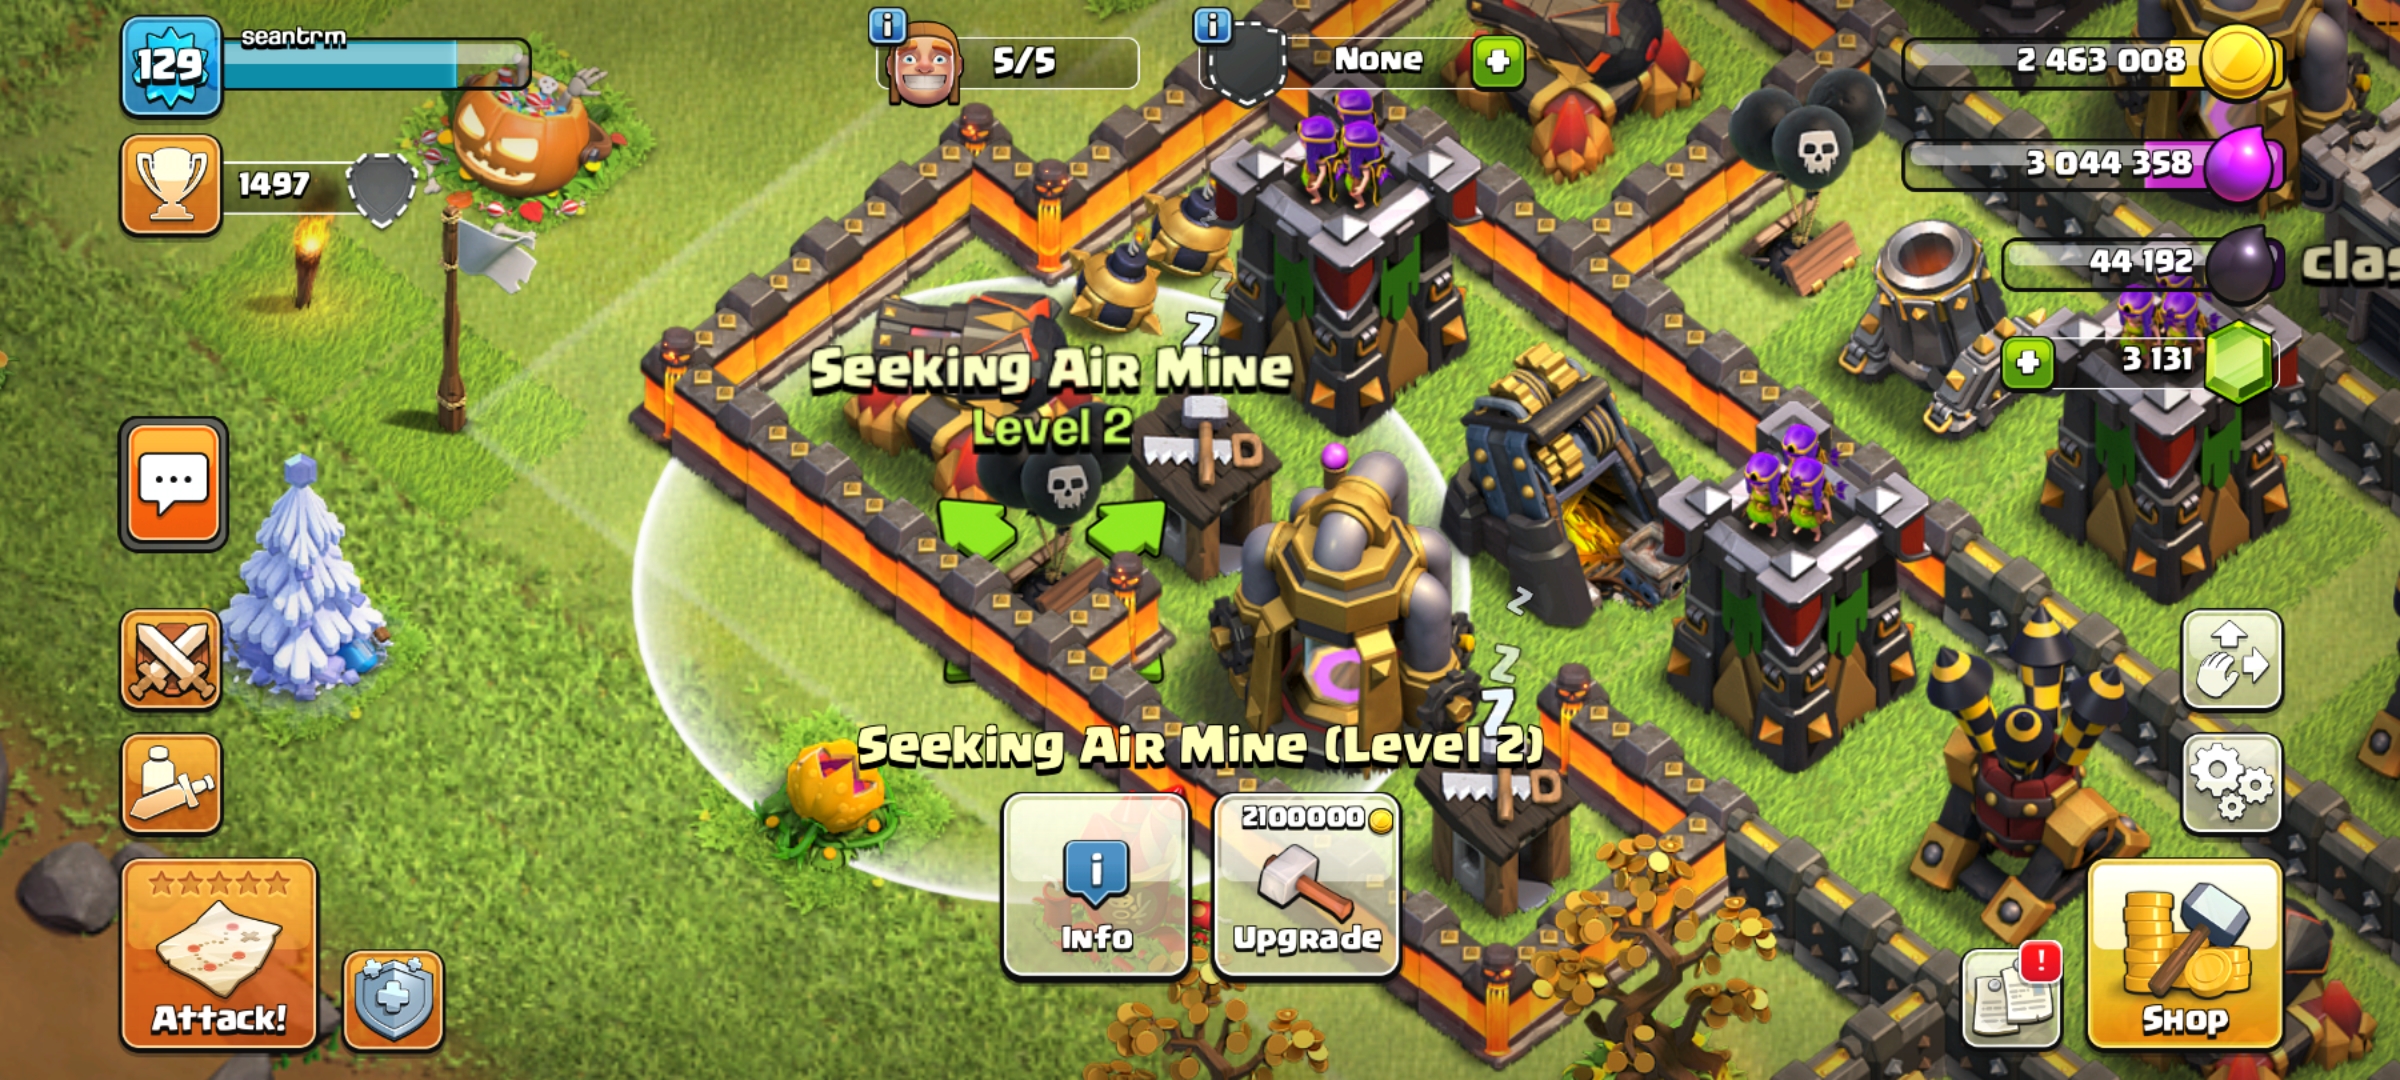 129
seantrm
5/5
None
2 463 008
1497
3 044 358
44 192
clas
3 131
Seeking Air Mine
Level 2
Seeking Air Mine (Level 2)
2100000
Info
Upgrade
Attack!
!
Shop